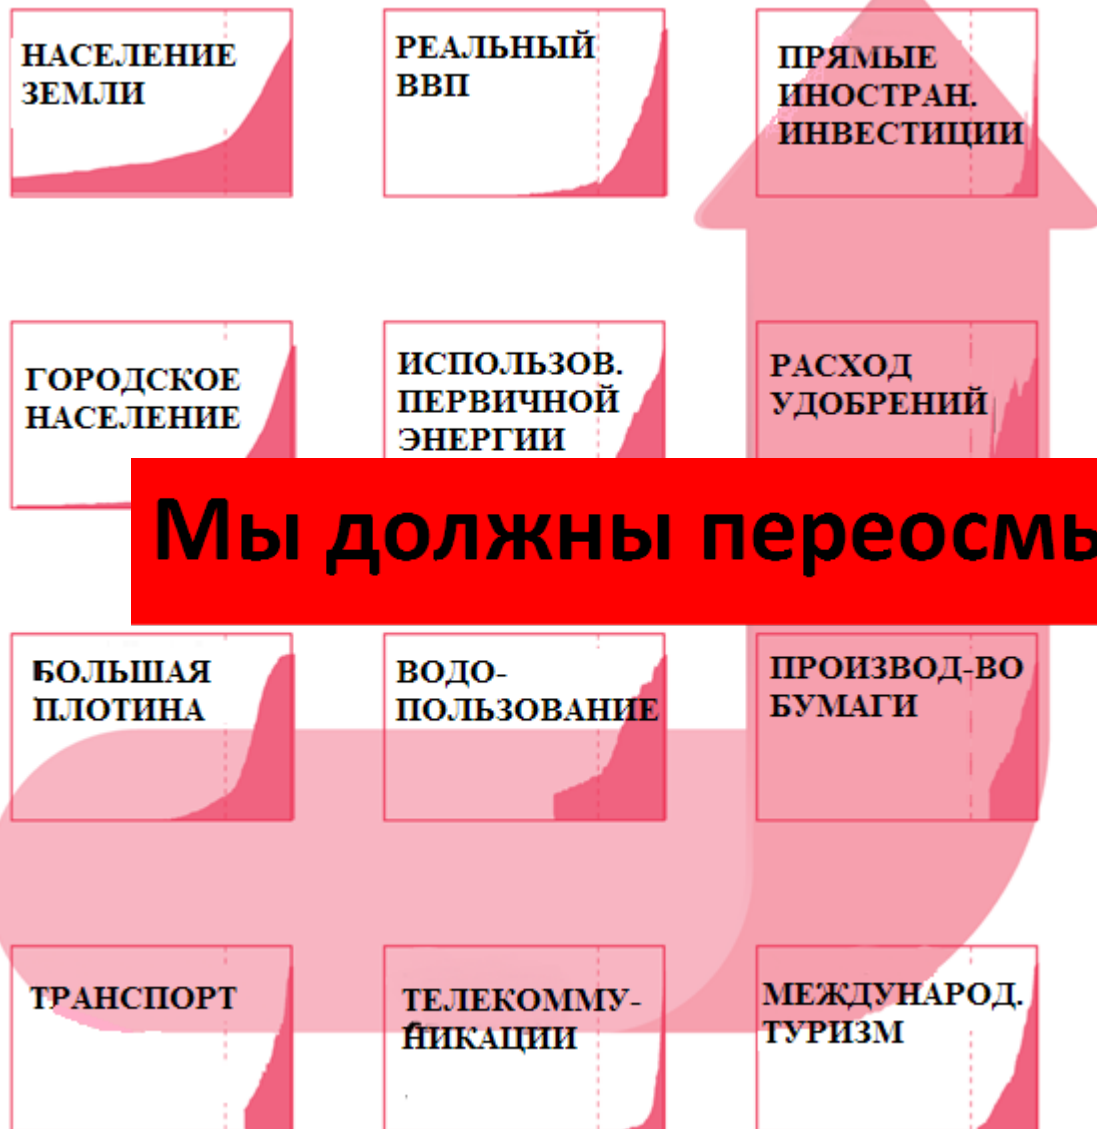 НАСЕЛЕНИЕ
ЗЕМЛИ
РЕАЛЬНЫЙ
ВВП
ПРЯМЫЕ
ИНОСТРАН.
ИНВЕСТИЦИИ
ГОРОДСКОЕ
НАСЕЛЕНИЕ
ИСПОЛЬЗОВ.
ПЕРВИЧНОЙ
ЭНЕРГИИ
РАСХОД
УДОБРЕНИЙ
Мы должны переосмы
БОЛЬШАЯ
ПЛОТИНА
ВОДО-
ПОЛЬЗОВАНИЕ
ПРОИЗВОД-ВО
БУМАГИ
ТРАНСПОРТ
ТЕЛЕКОММУ-
НИКАЦИИ
МЕЖДУНАРОД.
ТУРИЗМ